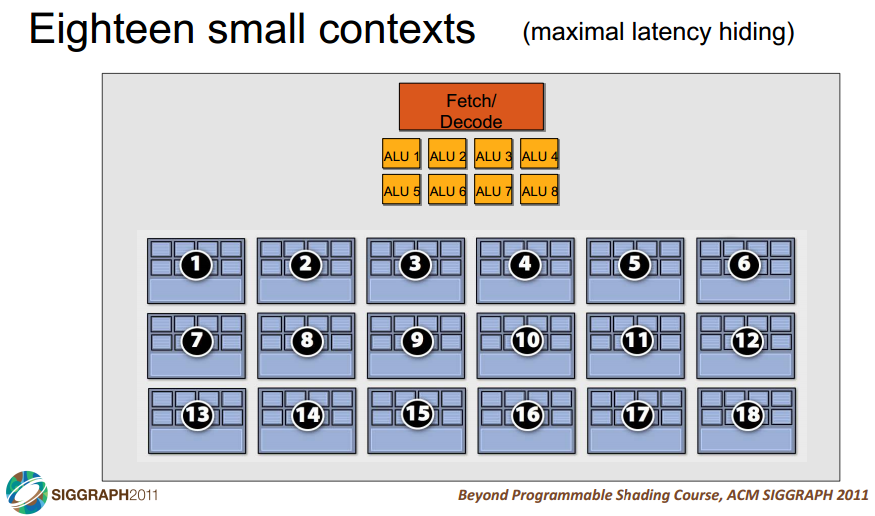 Eighteen small contexts (maximal latency hiding)
Fetch/
Decode
ALU 1 ALU 2 ALU 3 ALU 4
ALU 5 ALU 6 ALU 7 ALU 8
1 2 3 4 5 6
7 8 9 10 11 12
13 14 15 16 17 18
SIGGRAPH2011 Beyond Programmable Shading Course, ACM SIGGRAPH 2011